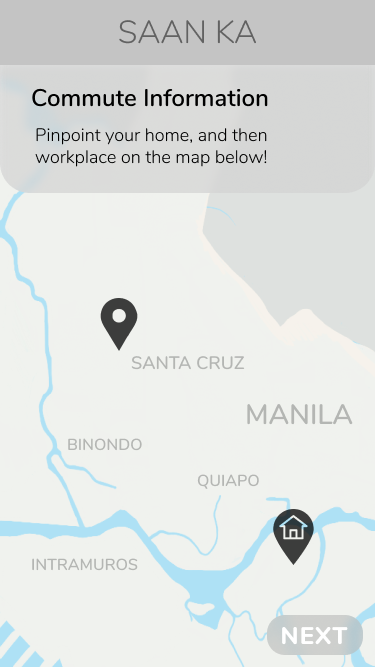 SAAN KA
Commute Information
Pinpoint your home, and then
workplace on the map below!
SANTA CRUZ
MANILA
BINONDO
QUIAPO
INTRAMUROS
NEXT